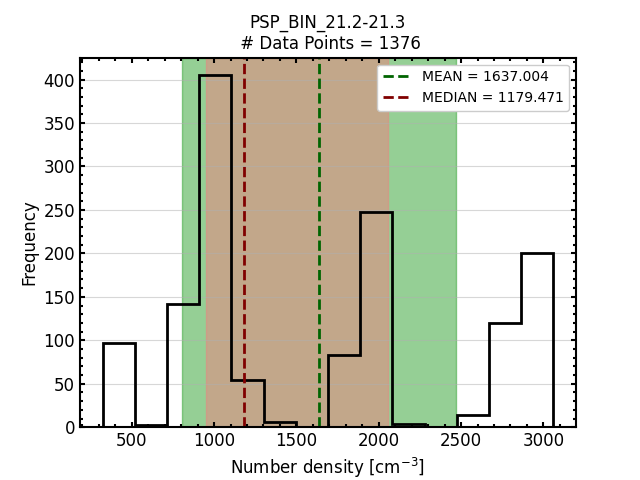 PSP_BIN_21.2-21.3
# Data Points = 1376
MEAN = 1637.004
MEDIAN = 1179.471
Frequency
400
350
300
250
200
150
100
50
0
500 1000 1500 2000 2500 3000
Number density [cm⁻³]